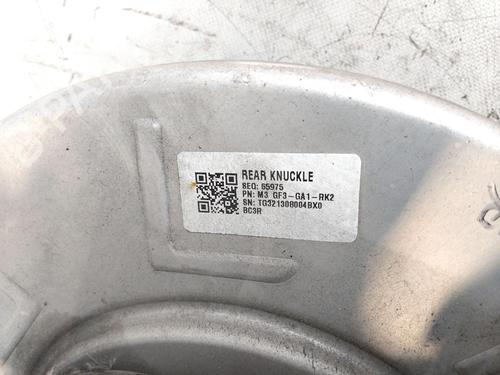 REAR KNUCKLE
SEQ: 65975
PN: M3 GF3-GA1-RK2
SN: TG321308004BX0
BC3R